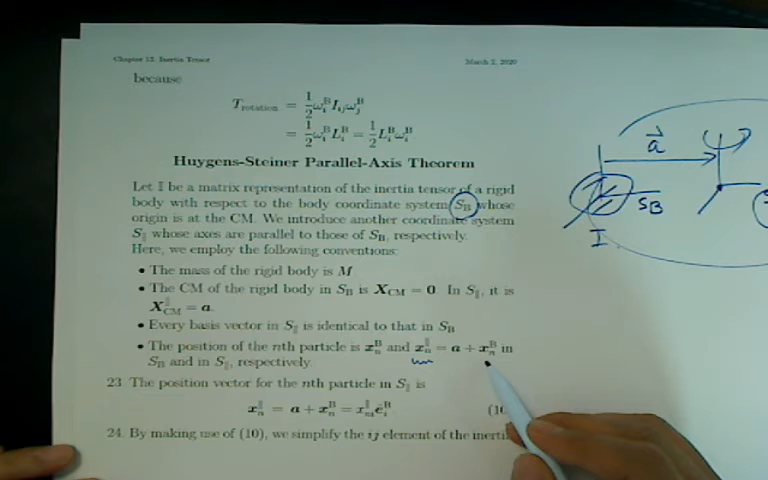 Chapter 12. Inertia Tensor March 2, 2020
because
T_rotation = 1/2 ω_i^B I_ij ω_j^B
= 1/2 ω_i^B L_i^B = 1/2 L_i^B ω_i^B
Huygens-Steiner Parallel-Axis Theorem
Let 𝕀 be a matrix representation of the inertia tensor of a rigid
body with respect to the body coordinate system S_B whose
origin is at the CM. We introduce another coordinate system
S_∥ whose axes are parallel to those of S_B, respectively.
Here, we employ the following conventions:
• The mass of the rigid body is M
• The CM of the rigid body in S_B is X_CM = 0. In S_∥, it is
X_CM^∥ = a.
• Every basis vector in S_∥ is identical to that in S_B
• The position of the nth particle is x_n^B and x_n^∥ = a + x_n^B in
S_B and in S_∥, respectively.
23. The position vector for the nth particle in S_∥ is
x_n^∥ = a + x_n^B = x_ni^∥ ê_i^B (10
24. By making use of (10), we simplify the ij element of the inerti
a⃗
S_B
I